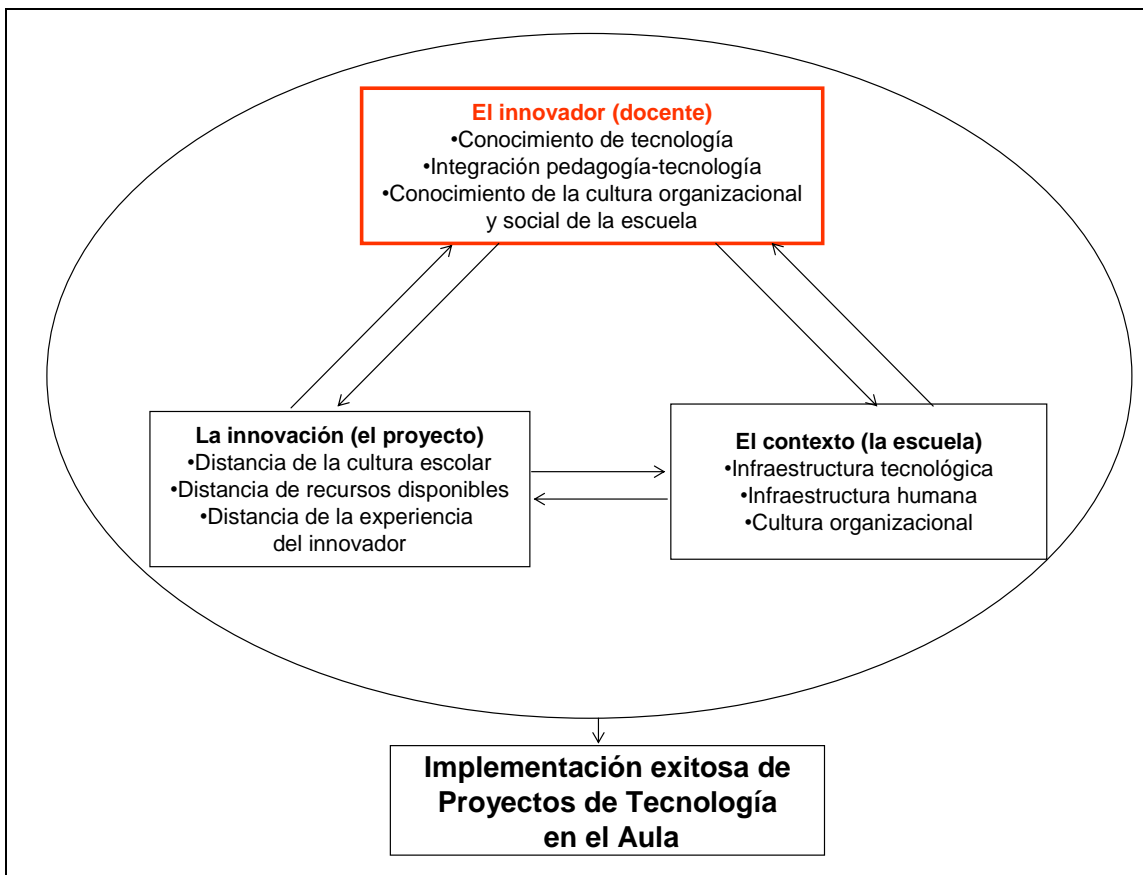 El innovador (docente)
•Conocimiento de tecnología
•Integración pedagogía-tecnología
•Conocimiento de la cultura organizacional
y social de la escuela
La innovación (el proyecto)
•Distancia de la cultura escolar
•Distancia de recursos disponibles
•Distancia de la experiencia
del innovador
El contexto (la escuela)
•Infraestructura tecnológica
•Infraestructura humana
•Cultura organizacional
Implementación exitosa de
Proyectos de Tecnología
en el Aula